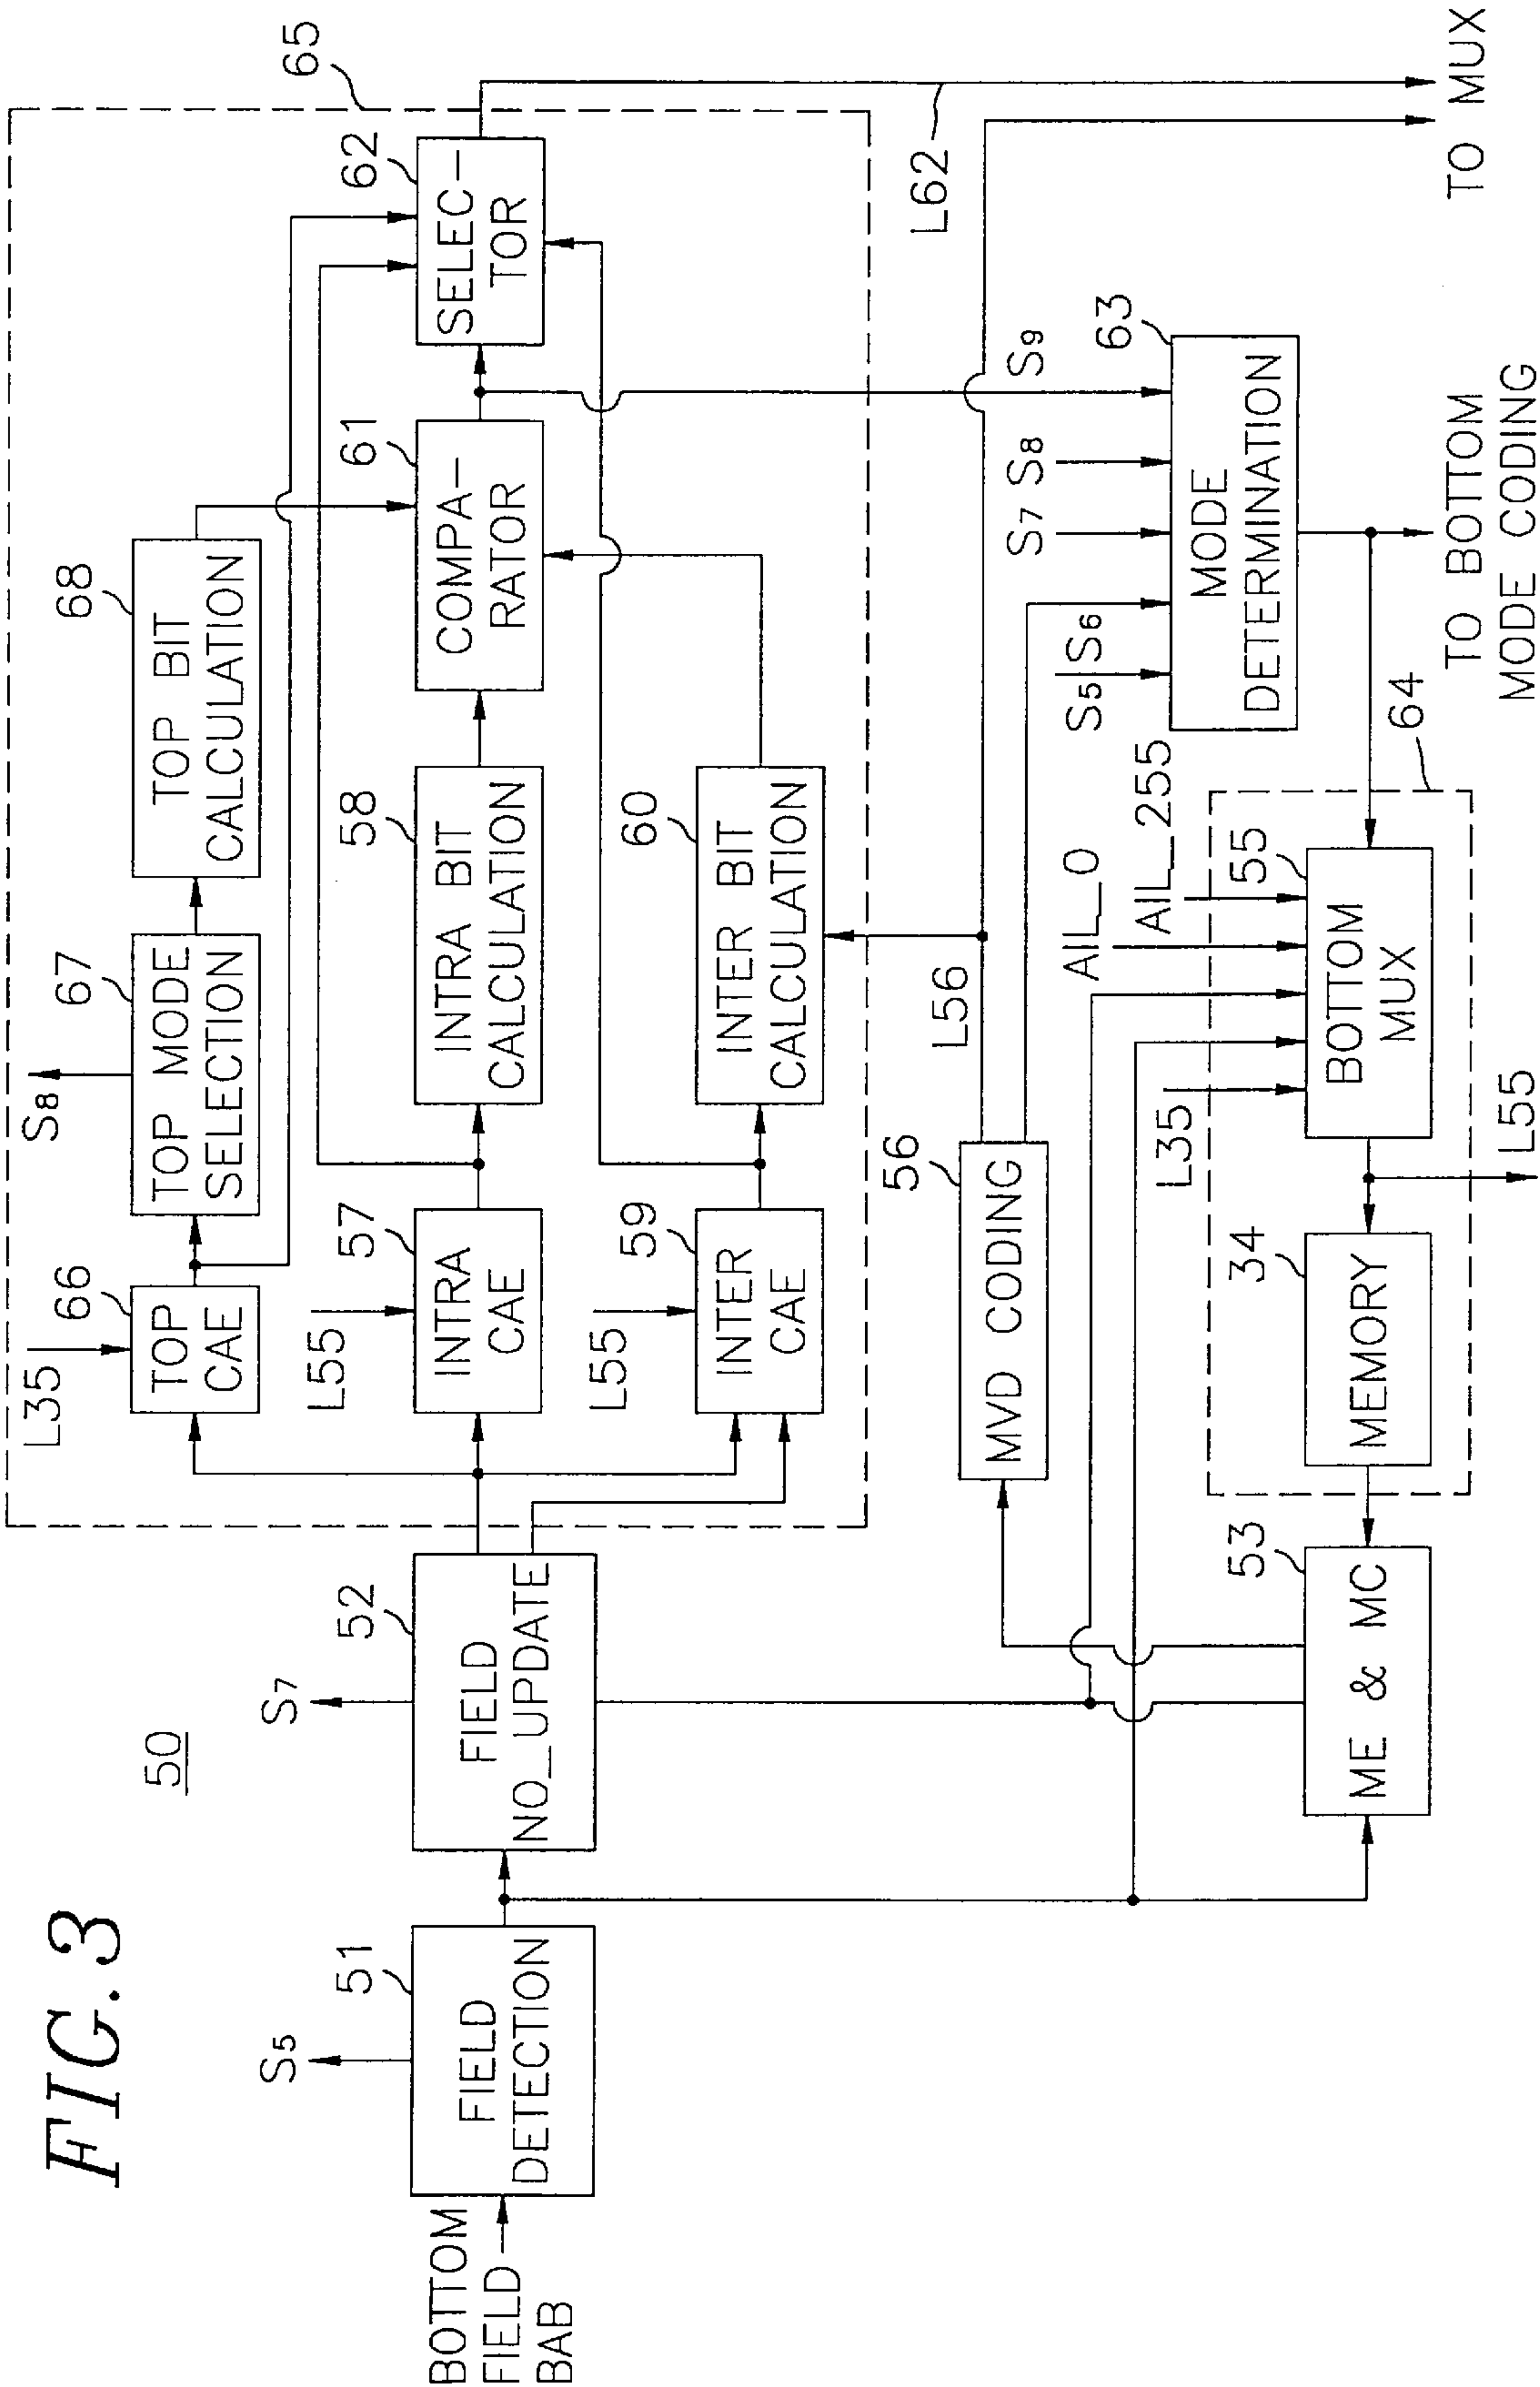 FIG. 3
50
65
L35
66
TOP
CAE
S8
67
TOP MODE
SELECTION
68
TOP BIT
CALCULATION
BOTTOM
FIELD
BAB
S5
51
FIELD
DETECTION
S7
52
FIELD
NO_UPDATE
L55
57
INTRA
CAE
58
INTRA BIT
CALCULATION
61
COMPA-
RATOR
62
SELEC-
TOR
L55
59
INTER
CAE
60
INTER BIT
CALCULATION
56
MVD CODING
L56
L62
S5
S6
S7
S8
S9
63
MODE
DETERMINATION
AIL_0
AIL_255
L35
55
BOTTOM
MUX
64
53
ME & MC
34
MEMORY
L55
TO BOTTOM
MODE CODING
TO MUX